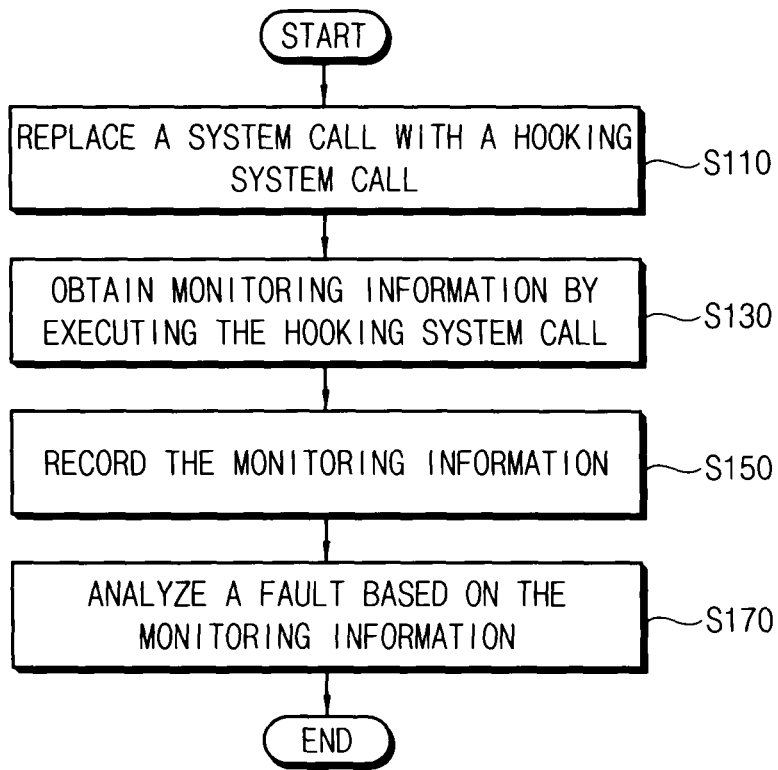 START
REPLACE A SYSTEM CALL WITH A HOOKING
SYSTEM CALL
S110
OBTAIN MONITORING INFORMATION BY
EXECUTING THE HOOKING SYSTEM CALL
S130
RECORD THE MONITORING INFORMATION
S150
ANALYZE A FAULT BASED ON THE
MONITORING INFORMATION
S170
END